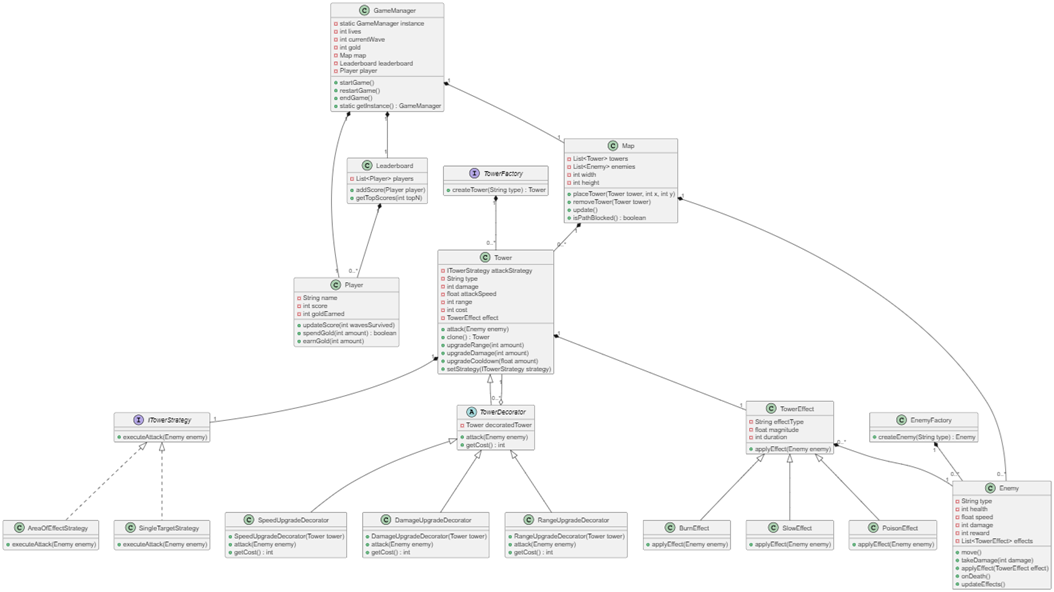 C GameManager
static GameManager instance
int lives
int currentWave
int gold
Map map
Leaderboard leaderboard
Player player
startGame()
restartGame()
endGame()
static getInstance() : GameManager
1
1
1
C Leaderboard
List<Player> players
addScore(Player player)
getTopScores(int topN)
I TowerFactory
createTower(String type) : Tower
C Map
List<Tower> towers
List<Enemy> enemies
int width
int height
placeTower(Tower tower, int x, int y)
removeTower(Tower tower)
update()
isPathBlocked() : boolean
1
1
1
0..*
0..*
0..*
C Player
String name
int score
int goldEarned
updateScore(int wavesSurvived)
spendGold(int amount) : boolean
earnGold(int amount)
C Tower
ITowerStrategy attackStrategy
String type
int damage
float attackSpeed
int range
int cost
TowerEffect effect
attack(Enemy enemy)
clone() : Tower
upgradeRange(int amount)
upgradeDamage(int amount)
upgradeCooldown(float amount)
setStrategy(ITowerStrategy strategy)
1
1
1
0..*
I ITowerStrategy
executeAttack(Enemy enemy)
1
A TowerDecorator
Tower decoratedTower
attack(Enemy enemy)
getCost() : int
1
C TowerEffect
String effectType
float magnitude
int duration
applyEffect(Enemy enemy)
0..*
C EnemyFactory
createEnemy(String type) : Enemy
1
0..*
0..*
1
C AreaOfEffectStrategy
executeAttack(Enemy enemy)
C SingleTargetStrategy
executeAttack(Enemy enemy)
C SpeedUpgradeDecorator
SpeedUpgradeDecorator(Tower tower)
attack(Enemy enemy)
getCost() : int
C DamageUpgradeDecorator
DamageUpgradeDecorator(Tower tower)
attack(Enemy enemy)
getCost() : int
C RangeUpgradeDecorator
RangeUpgradeDecorator(Tower tower)
attack(Enemy enemy)
getCost() : int
C BurnEffect
applyEffect(Enemy enemy)
C SlowEffect
applyEffect(Enemy enemy)
C PoisonEffect
applyEffect(Enemy enemy)
C Enemy
String type
int health
float speed
int damage
int reward
List<TowerEffect> effects
move()
takeDamage(int damage)
applyEffect(TowerEffect effect)
onDeath()
updateEffects()